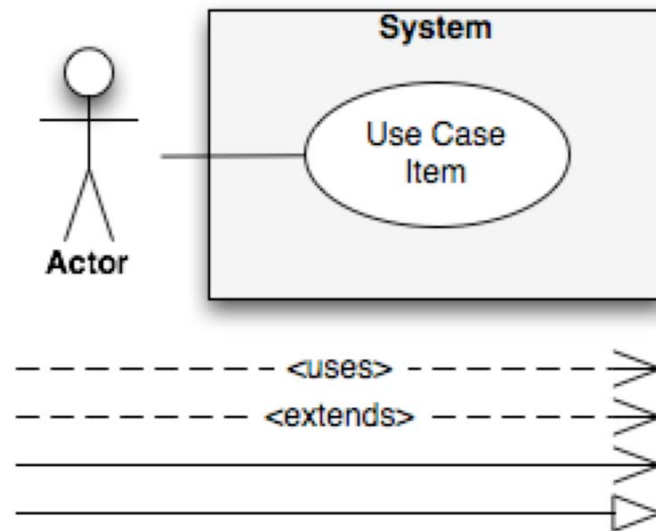 System
Use Case
Item
Actor
<uses>
<extends>